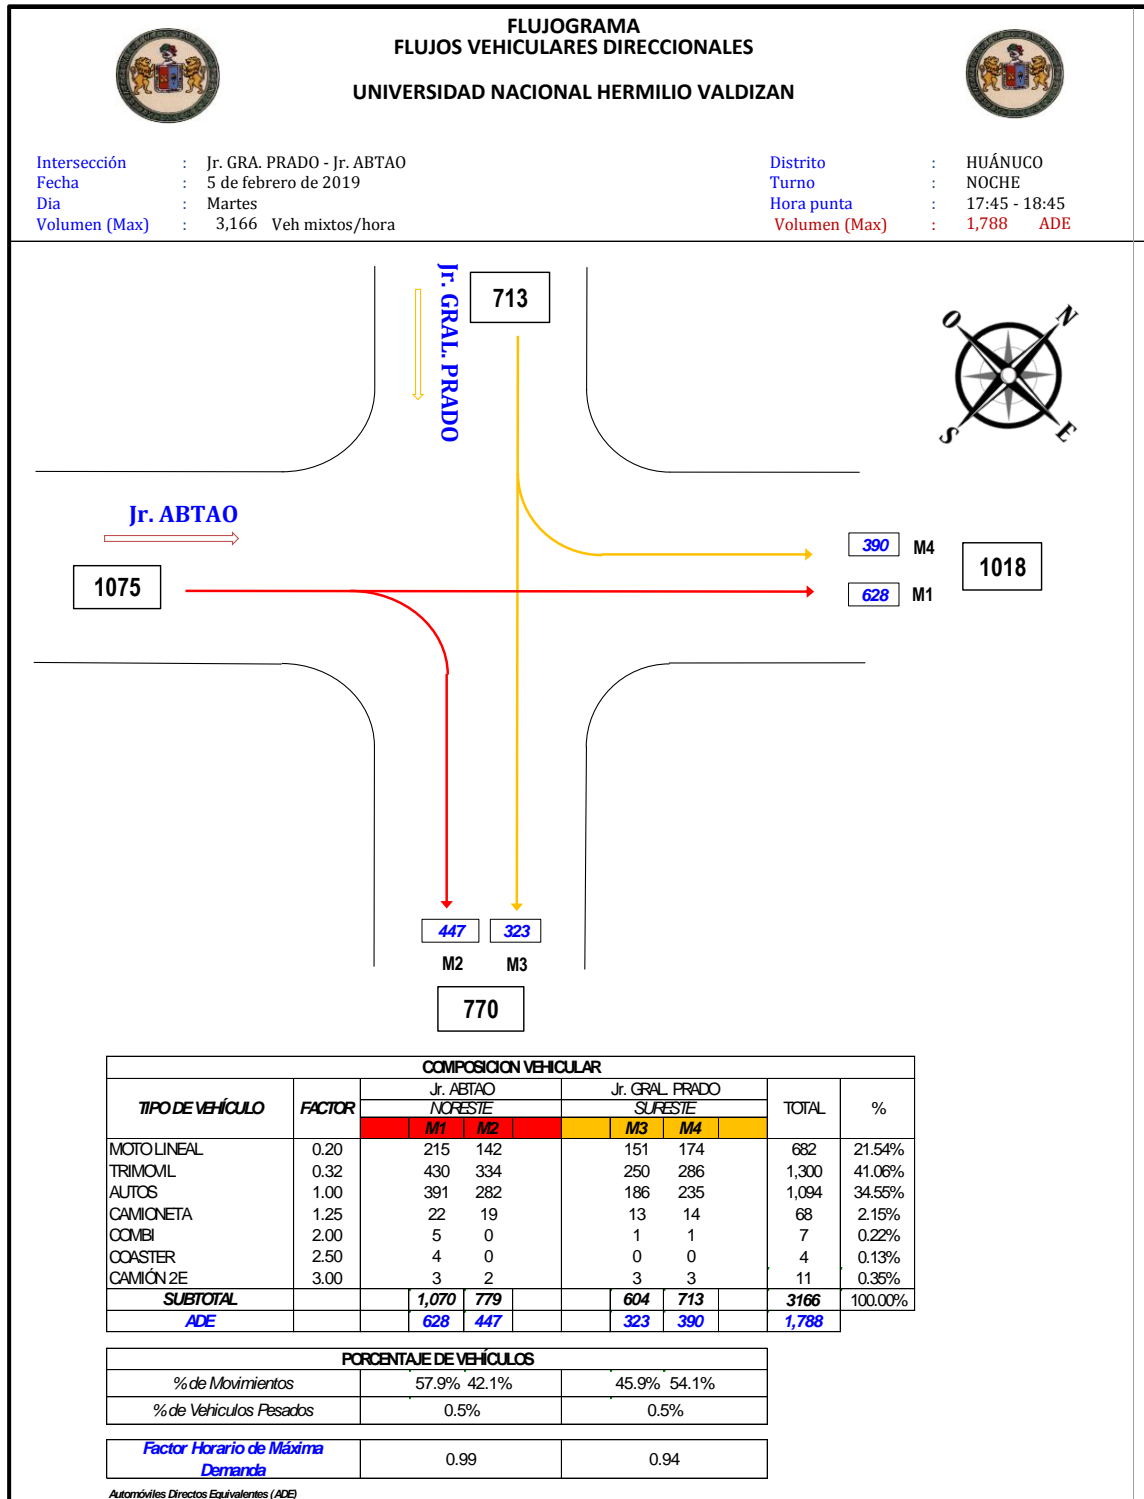 FLUJOGRAMA
FLUJOS VEHICULARES DIRECCIONALES
UNIVERSIDAD NACIONAL HERMILIO VALDIZAN
Intersección : Jr. GRA. PRADO - Jr. ABTAO
Fecha : 5 de febrero de 2019
Dia : Martes
Volumen (Max) : 3,166 Veh mixtos/hora
Distrito : HUÁNUCO
Turno : NOCHE
Hora punta : 17:45 - 18:45
Volumen (Max) : 1,788 ADE
Jr. GRAL. PRADO
713
O N
S E
Jr. ABTAO
1075
390 M4
628 M1
1018
447 323
M2 M3
770
COMPOSICION VEHICULAR
TIPO DE VEHÍCULO FACTOR Jr. ABTAO Jr. GRAL. PRADO TOTAL %
NORESTE SURESTE
M1 M2 M3 M4
MOTO LINEAL 0.20 215 142 151 174 682 21.54%
TRIMOVIL 0.32 430 334 250 286 1,300 41.06%
AUTOS 1.00 391 282 186 235 1,094 34.55%
CAMIONETA 1.25 22 19 13 14 68 2.15%
COMBI 2.00 5 0 1 1 7 0.22%
COASTER 2.50 4 0 0 0 4 0.13%
CAMIÓN 2E 3.00 3 2 3 3 11 0.35%
SUBTOTAL 1,070 779 604 713 3166 100.00%
ADE 628 447 323 390 1,788
PORCENTAJE DE VEHÍCULOS
% de Movimientos 57.9% 42.1% 45.9% 54.1%
% de Vehiculos Pesados 0.5% 0.5%
Factor Horario de Máxima Demanda 0.99 0.94
Automóviles Directos Equivalentes (ADE)